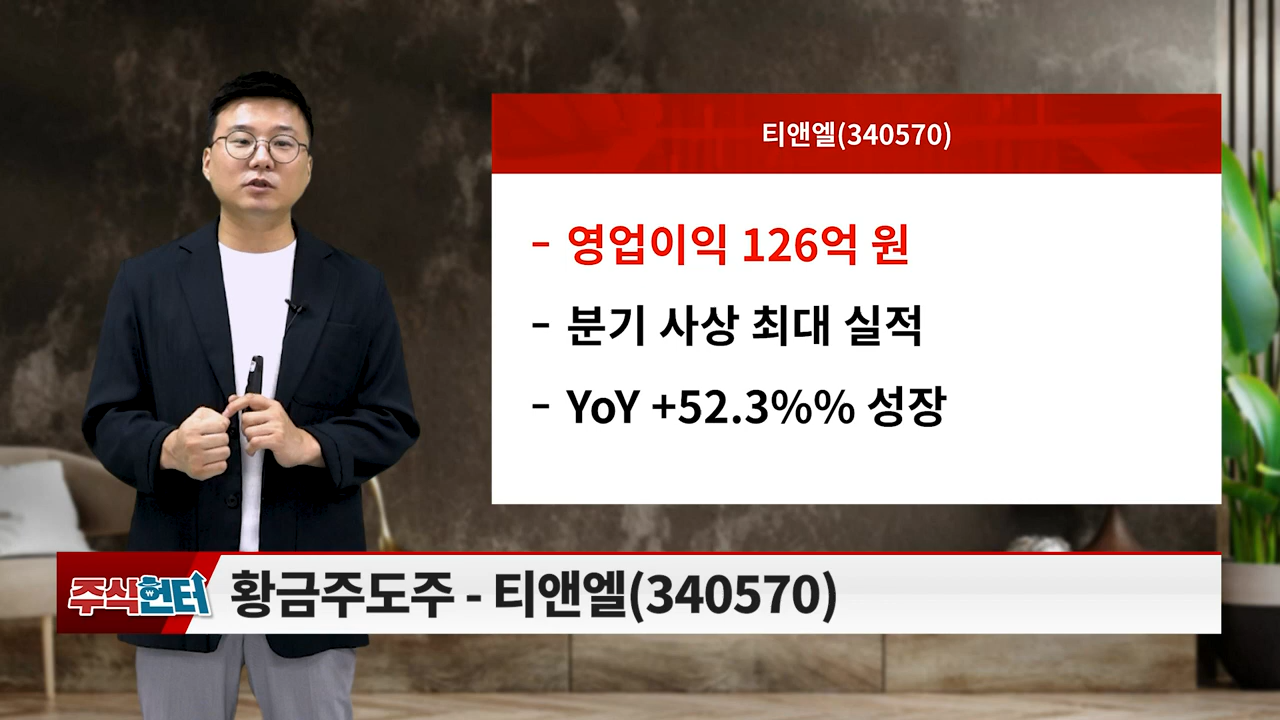 티앤엘(340570)
- 영업이익 126억 원
- 분기 사상 최대 실적
- YoY +52.3%% 성장
주식헌터 황금주도주 - 티앤엘(340570)